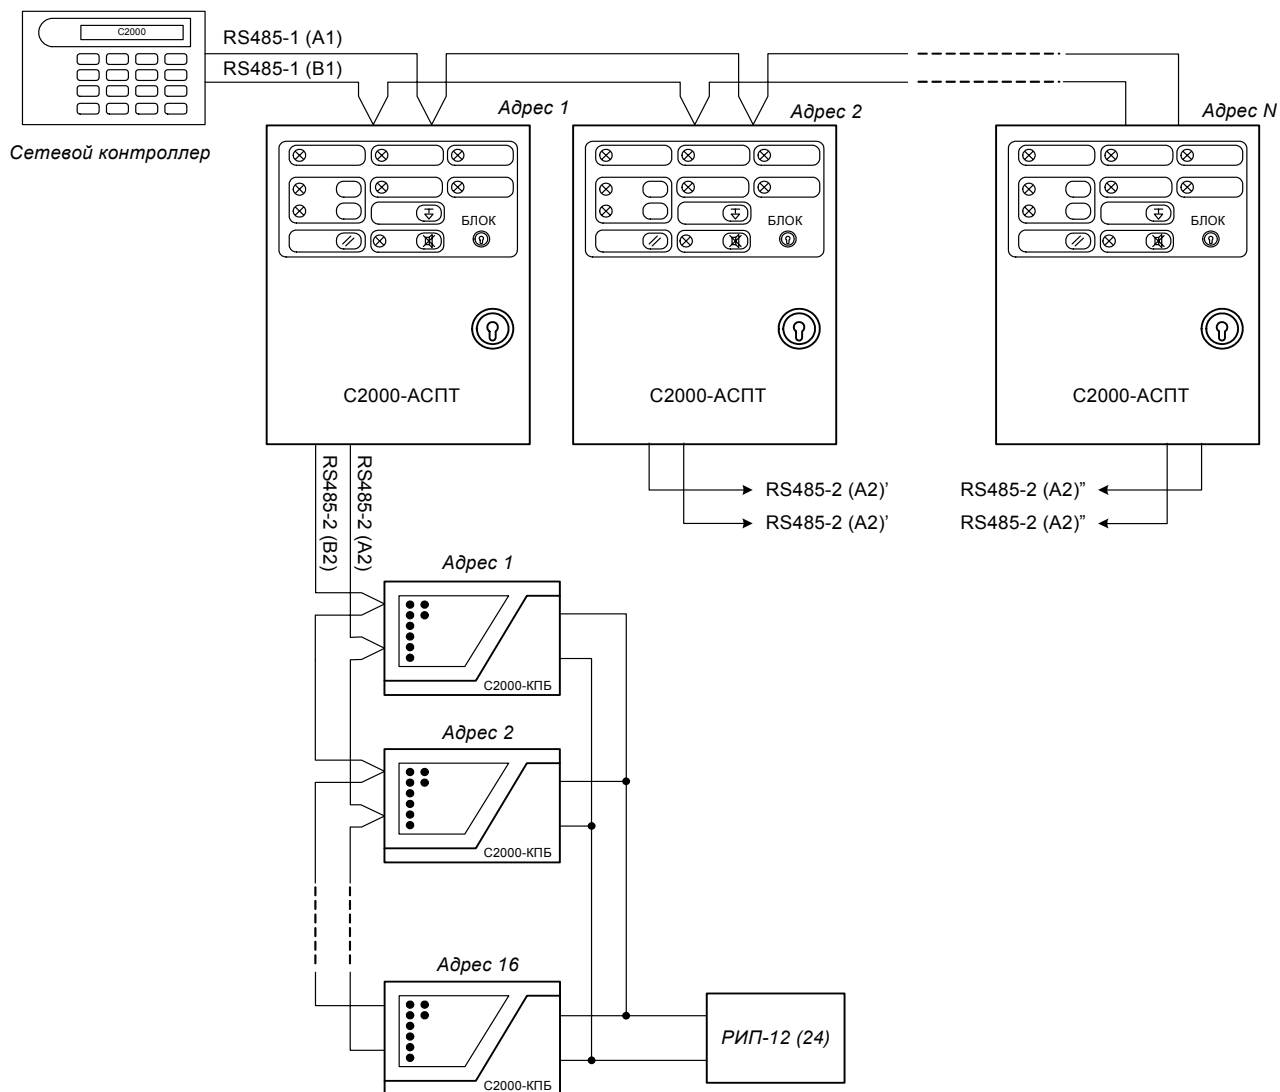 С2000
RS485-1 (A1)
RS485-1 (B1)
Сетевой контроллер
Адрес 1
Адрес 2
Адрес N
БЛОК
БЛОК
БЛОК
С2000-АСПТ
С2000-АСПТ
С2000-АСПТ
RS485-2 (B2)
RS485-2 (A2)
RS485-2 (A2)’
RS485-2 (A2)’
RS485-2 (A2)”
RS485-2 (A2)”
Адрес 1
С2000-КПБ
Адрес 2
С2000-КПБ
Адрес 16
С2000-КПБ
РИП-12 (24)